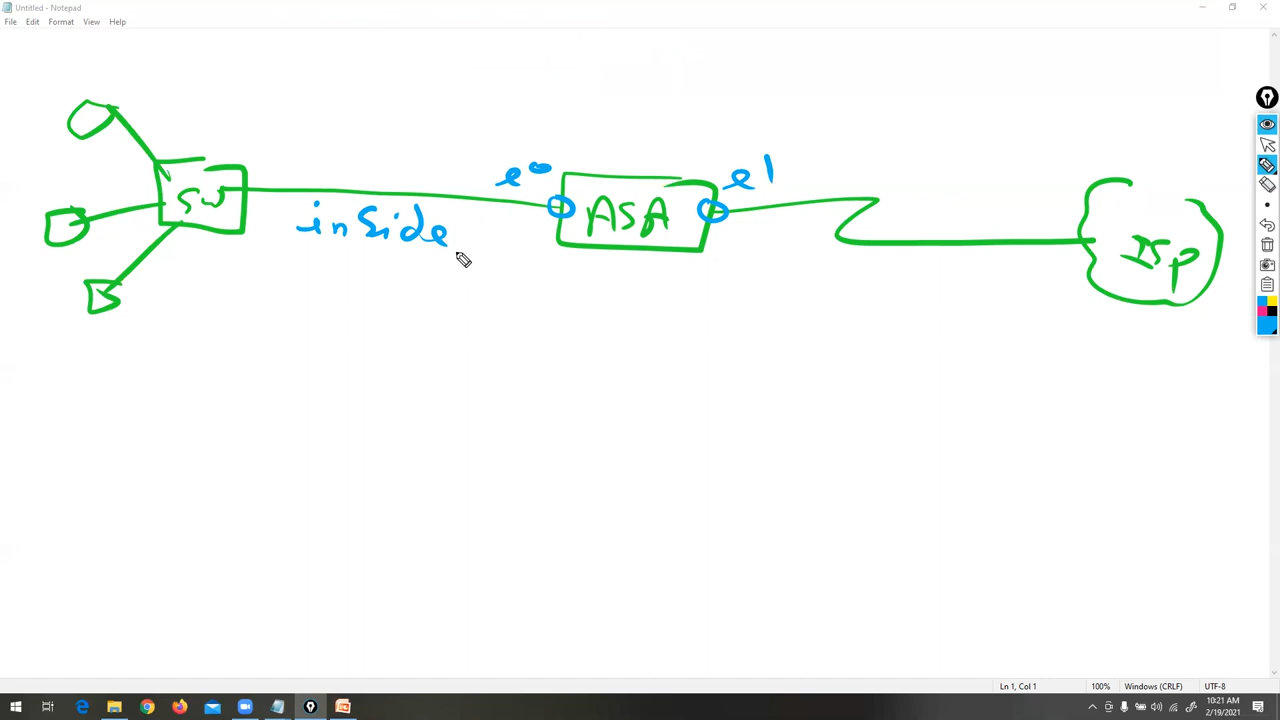 Untitled - Notepad
File Edit Format View Help
e0 e1
SW ASA
inside
ISP
Ln 1, Col 1 100% Windows (CRLF) UTF-8
10:21 AM
2/19/2021